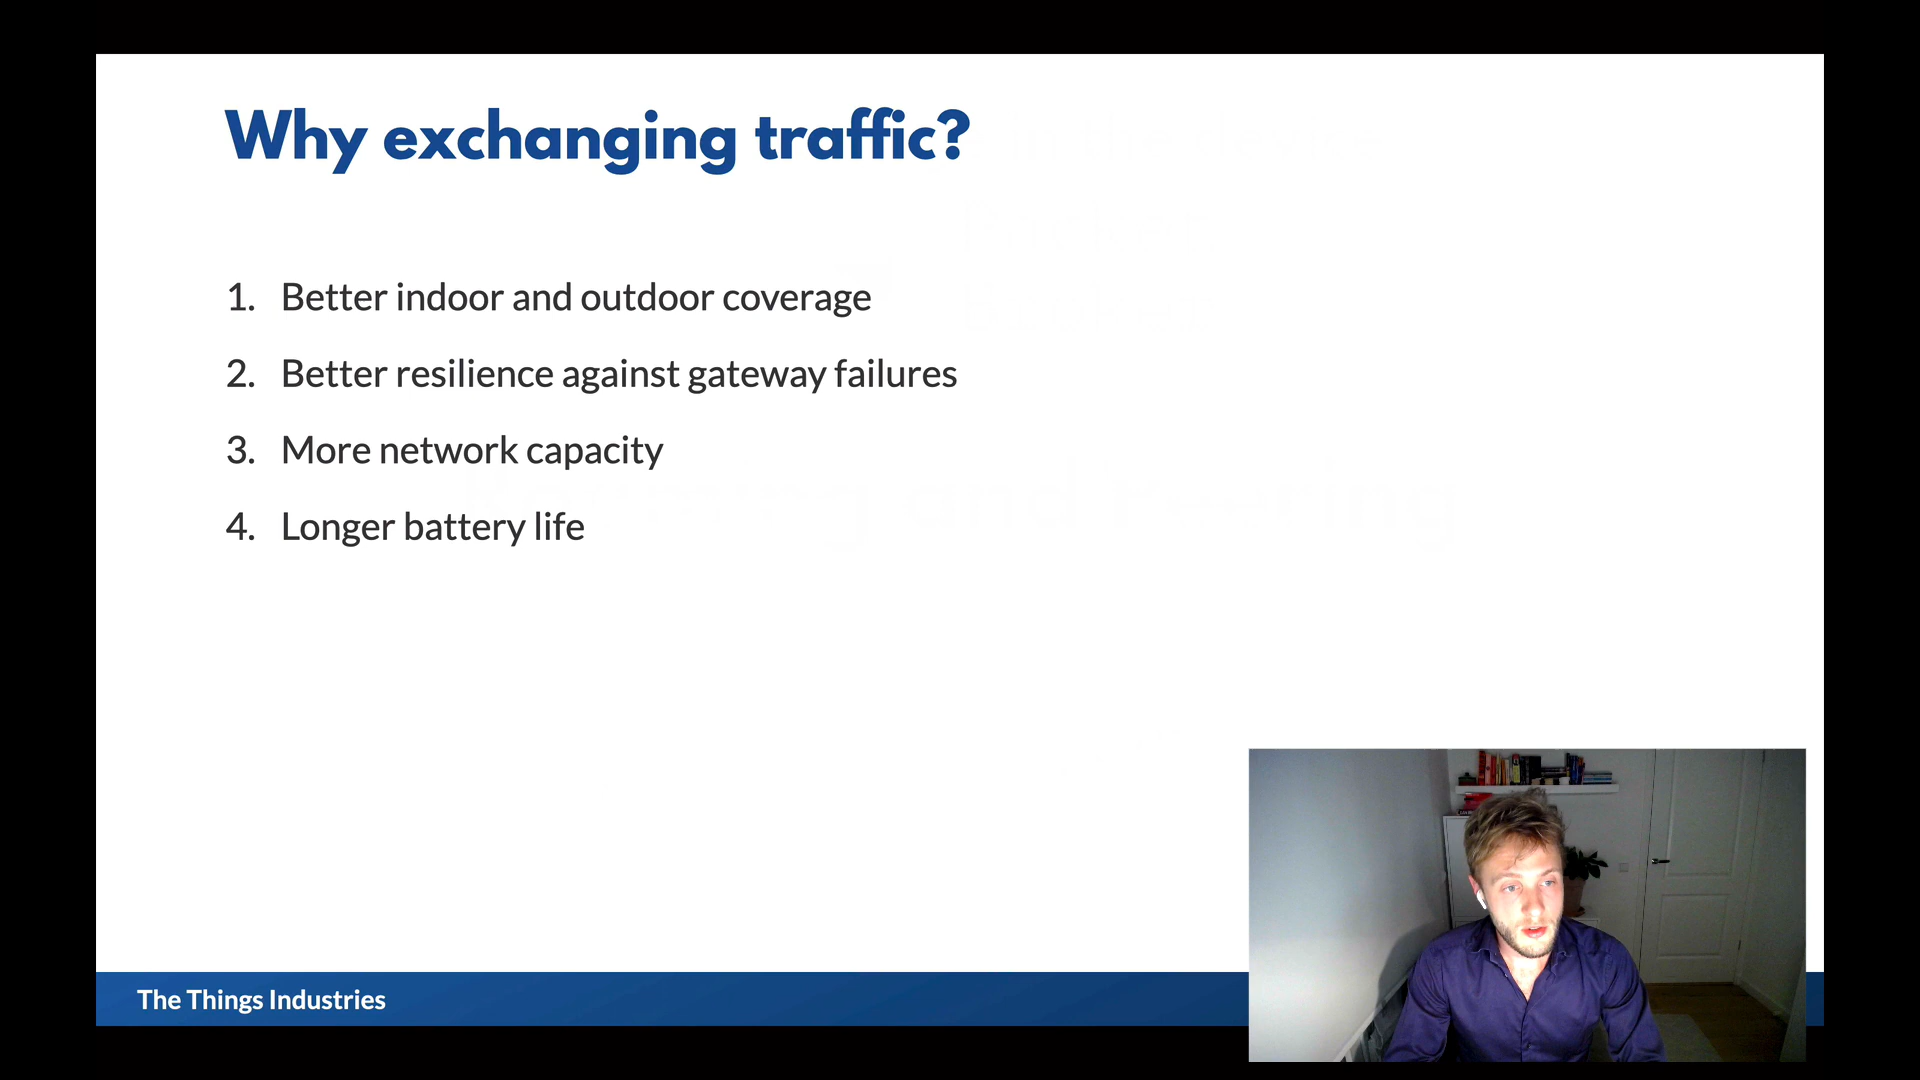 Why exchanging traffic?
1. Better indoor and outdoor coverage
2. Better resilience against gateway failures
3. More network capacity
4. Longer battery life
The Things Industries